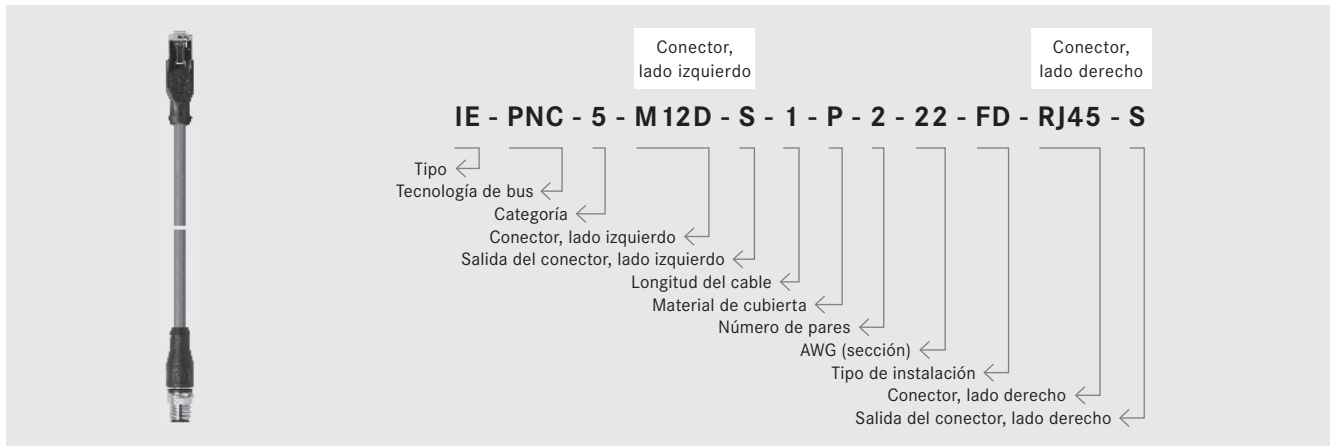 Conector,
lado izquierdo
Conector,
lado derecho
IE - PNC - 5 - M12D - S - 1 - P - 2 - 22 - FD - RJ45 - S
Tipo
Tecnología de bus
Categoría
Conector, lado izquierdo
Salida del conector, lado izquierdo
Longitud del cable
Material de cubierta
Número de pares
AWG (sección)
Tipo de instalación
Conector, lado derecho
Salida del conector, lado derecho